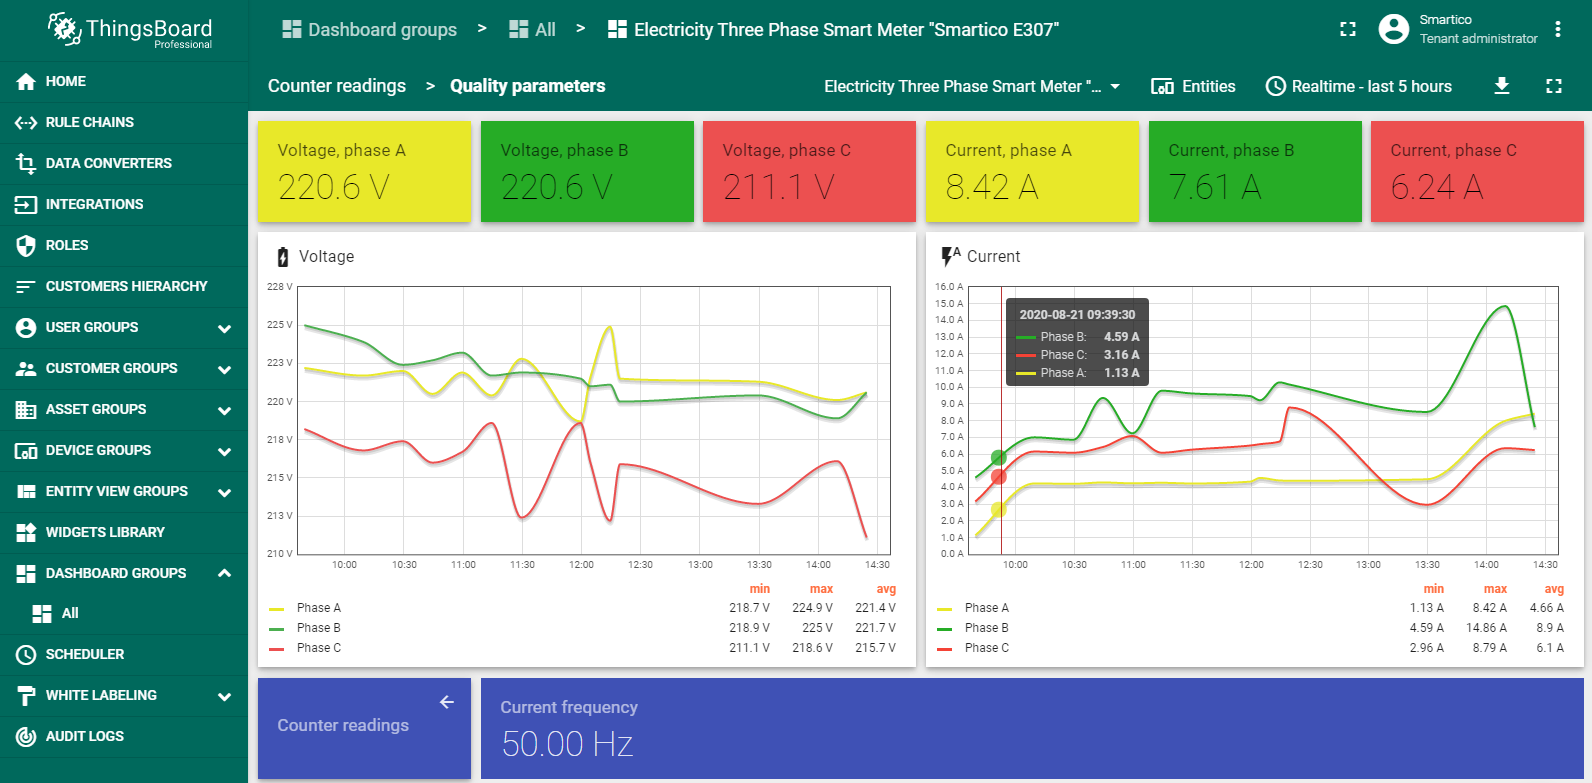 ThingsBoard
Professional
HOME
RULE CHAINS
DATA CONVERTERS
INTEGRATIONS
ROLES
CUSTOMERS HIERARCHY
USER GROUPS
CUSTOMER GROUPS
ASSET GROUPS
DEVICE GROUPS
ENTITY VIEW GROUPS
WIDGETS LIBRARY
DASHBOARD GROUPS
All
SCHEDULER
WHITE LABELING
AUDIT LOGS
Dashboard groups > All > Electricity Three Phase Smart Meter "Smartico E307"
Smartico
Tenant administrator
Counter readings > Quality parameters
Electricity Three Phase Smart Meter "...
Entities
Realtime - last 5 hours
Voltage, phase A
220.6 V
Voltage, phase B
220.6 V
Voltage, phase C
211.1 V
Current, phase A
8.42 A
Current, phase B
7.61 A
Current, phase C
6.24 A
Voltage
228 V
225 V
223 V
220 V
218 V
215 V
213 V
210 V
10:00 10:30 11:00 11:30 12:00 12:30 13:00 13:30 14:00 14:30
min max avg
Phase A 218.7 V 224.9 V 221.4 V
Phase B 218.9 V 225 V 221.7 V
Phase C 211.1 V 218.6 V 215.7 V
A Current
16.0 A
15.0 A
14.0 A
13.0 A
12.0 A
11.0 A
10.0 A
9.0 A
8.0 A
7.0 A
6.0 A
5.0 A
4.0 A
3.0 A
2.0 A
1.0 A
0.0 A
2020-08-21 09:39:30
Phase B: 4.59 A
Phase C: 3.16 A
Phase A: 1.13 A
10:00 10:30 11:00 11:30 12:00 12:30 13:00 13:30 14:00 14:30
min max avg
Phase A 1.13 A 8.42 A 4.66 A
Phase B 4.59 A 14.86 A 8.9 A
Phase C 2.96 A 8.79 A 6.1 A
Counter readings
Current frequency
50.00 Hz